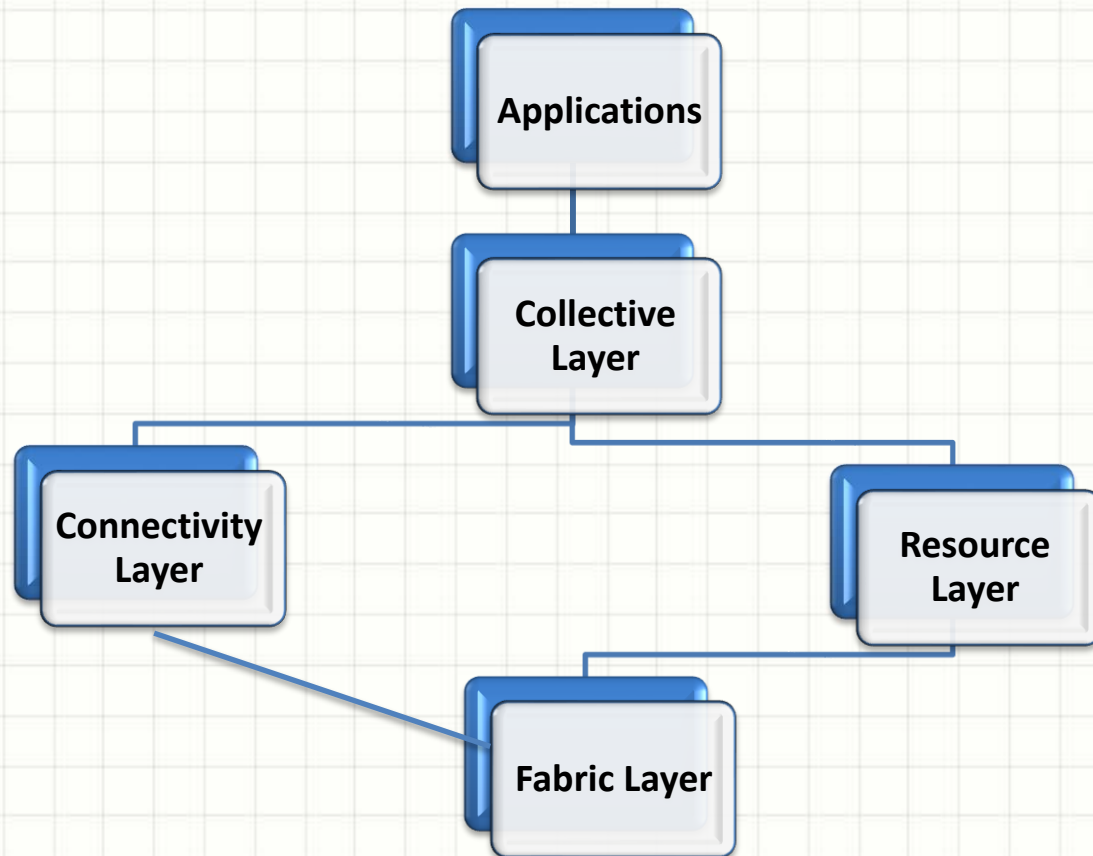 Applications
Collective
Layer
Connectivity
Layer
Resource
Layer
Fabric Layer